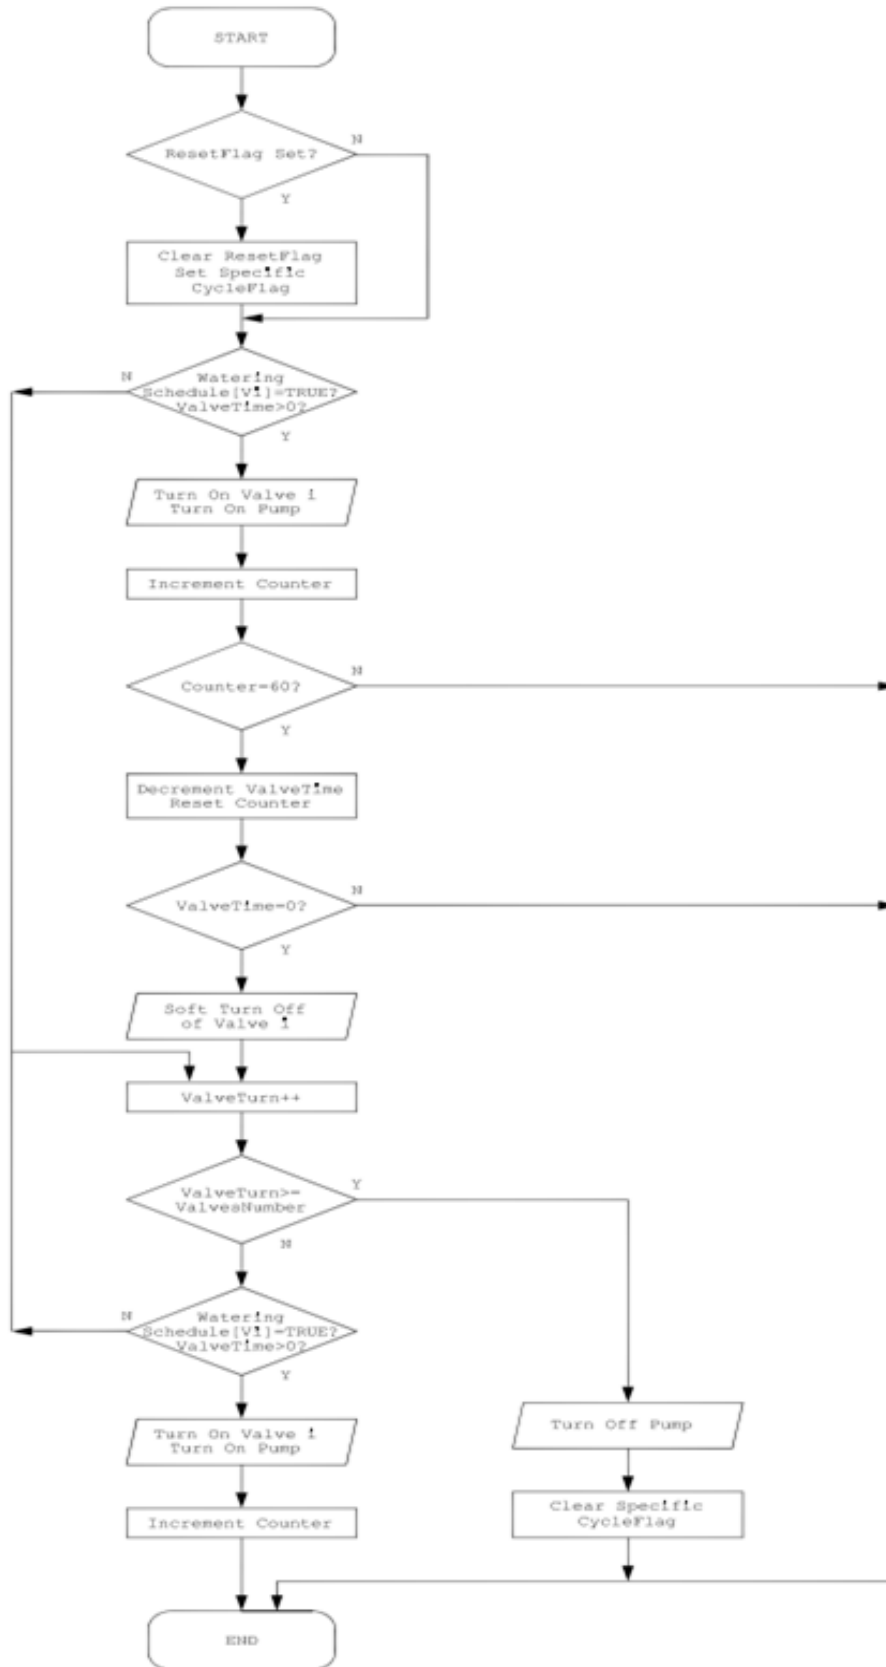 START
ResetFlag Set?
N
Y
Clear ResetFlag
Set Specific
CycleFlag
N
Watering
Schedule[Vi]=TRUE?
ValveTime>0?
Y
Turn On Valve i
Turn On Pump
Increment Counter
N
Counter=60?
Y
Decrement ValveTime
Reset Counter
N
ValveTime=0?
Y
Soft Turn Off
of Valve i
ValveTurn++
Y
ValveTurn>=
ValvesNumber
N
N
Watering
Schedule[Vi]=TRUE?
ValveTime>0?
Y
Turn On Valve i
Turn On Pump
Turn Off Pump
Increment Counter
Clear Specific
CycleFlag
END